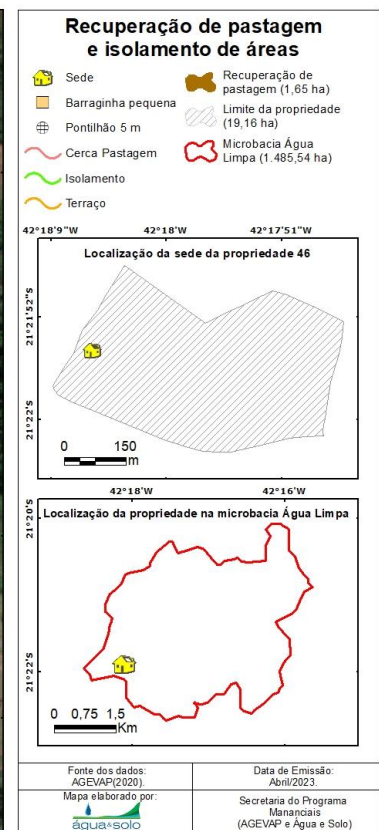 Recuperação de pastagem
e isolamento de áreas
Sede
Barraginha pequena
Pontilhão 5 m
Cerca Pastagem
Isolamento
Terraço
Recuperação de
pastagem (1,65 ha)
Limite da propriedade
(19,16 ha)
Microbacia Água
Limpa (1.485,54 ha)
42°18'9"W 42°18'W 42°17'51"W
Localização da sede da propriedade 46
21°21'52"S
21°22'S
0 150
m
42°18'W 42°16'W
Localização da propriedade na microbacia Água Limpa
21°20'S
21°22'S
0 0,75 1,5
Km
Fonte dos dados:
AGEVAP(2020).
Data de Emissão:
Abril/2023.
Mapa elaborado por:
água&solo
Secretaria do Programa
Mananciais
(AGEVAP e Água e Solo)